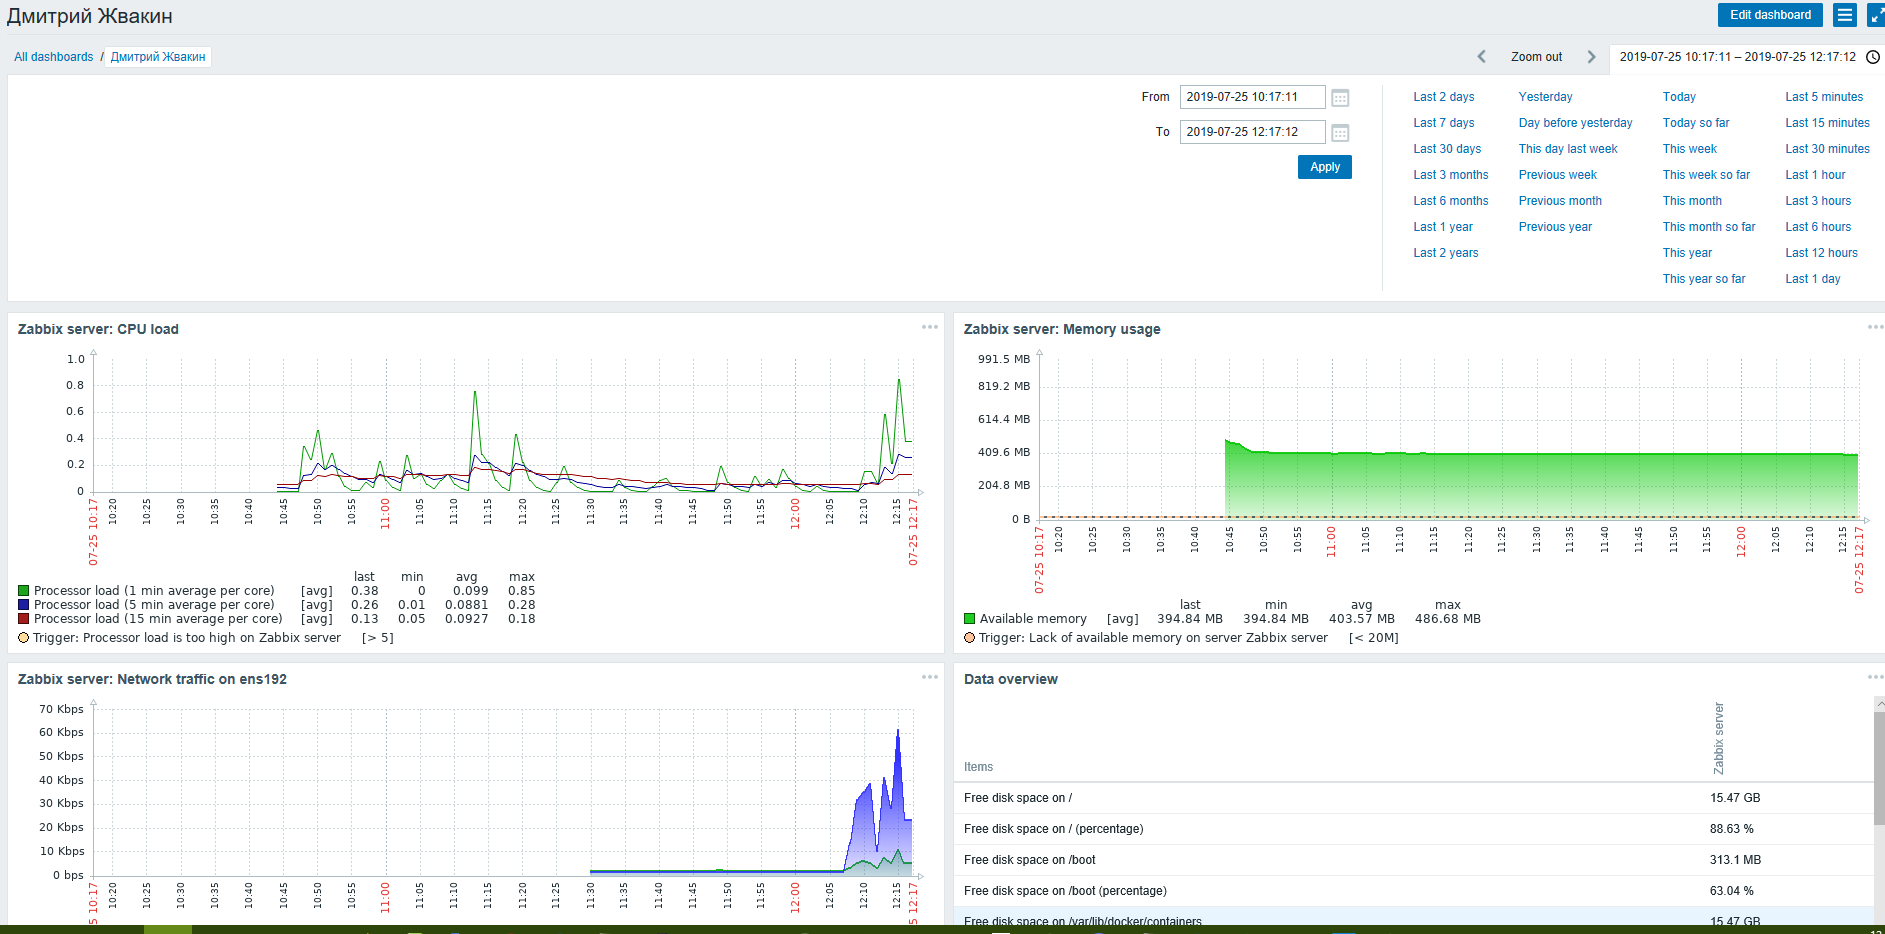 Дмитрий Жвакин
Edit dashboard
All dashboards / Дмитрий Жвакин
Zoom out
2019-07-25 10:17:11 – 2019-07-25 12:17:12
From 2019-07-25 10:17:11
To 2019-07-25 12:17:12
Apply
Last 2 days Yesterday Today Last 5 minutes
Last 7 days Day before yesterday Today so far Last 15 minutes
Last 30 days This day last week This week Last 30 minutes
Last 3 months Previous week This week so far Last 1 hour
Last 6 months Previous month This month Last 3 hours
Last 1 year Previous year This month so far Last 6 hours
Last 2 years This year Last 12 hours
This year so far Last 1 day
Zabbix server: CPU load
1.0
0.8
0.6
0.4
0.2
0
07-25 10:17 10:20 10:25 10:30 10:35 10:40 10:45 10:50 10:55 11:00 11:05 11:10 11:15 11:20 11:25 11:30 11:35 11:40 11:45 11:50 11:55 12:00 12:05 12:10 12:15 07-25 12:17
last min avg max
Processor load (1 min average per core) [avg] 0.38 0 0.099 0.85
Processor load (5 min average per core) [avg] 0.26 0.01 0.0881 0.28
Processor load (15 min average per core) [avg] 0.13 0.05 0.0927 0.18
Trigger: Processor load is too high on Zabbix server [> 5]
Zabbix server: Memory usage
991.5 MB
819.2 MB
614.4 MB
409.6 MB
204.8 MB
0 B
07-25 10:17 10:20 10:25 10:30 10:35 10:40 10:45 10:50 10:55 11:00 11:05 11:10 11:15 11:20 11:25 11:30 11:35 11:40 11:45 11:50 11:55 12:00 12:05 12:10 12:15 07-25 12:17
last min avg max
Available memory [avg] 394.84 MB 394.84 MB 403.57 MB 486.68 MB
Trigger: Lack of available memory on server Zabbix server [< 20M]
Zabbix server: Network traffic on ens192
70 Kbps
60 Kbps
50 Kbps
40 Kbps
30 Kbps
20 Kbps
10 Kbps
0 bps
5 10:17 10:20 10:25 10:30 10:35 10:40 10:45 10:50 10:55 11:00 11:05 11:10 11:15 11:20 11:25 11:30 11:35 11:40 11:45 11:50 11:55 12:00 12:05 12:10 12:15 5 12:17
Data overview
Items Zabbix server
Free disk space on / 15.47 GB
Free disk space on / (percentage) 88.63 %
Free disk space on /boot 313.1 MB
Free disk space on /boot (percentage) 63.04 %
Free disk space on /var/lib/docker/containers 15.47 GB